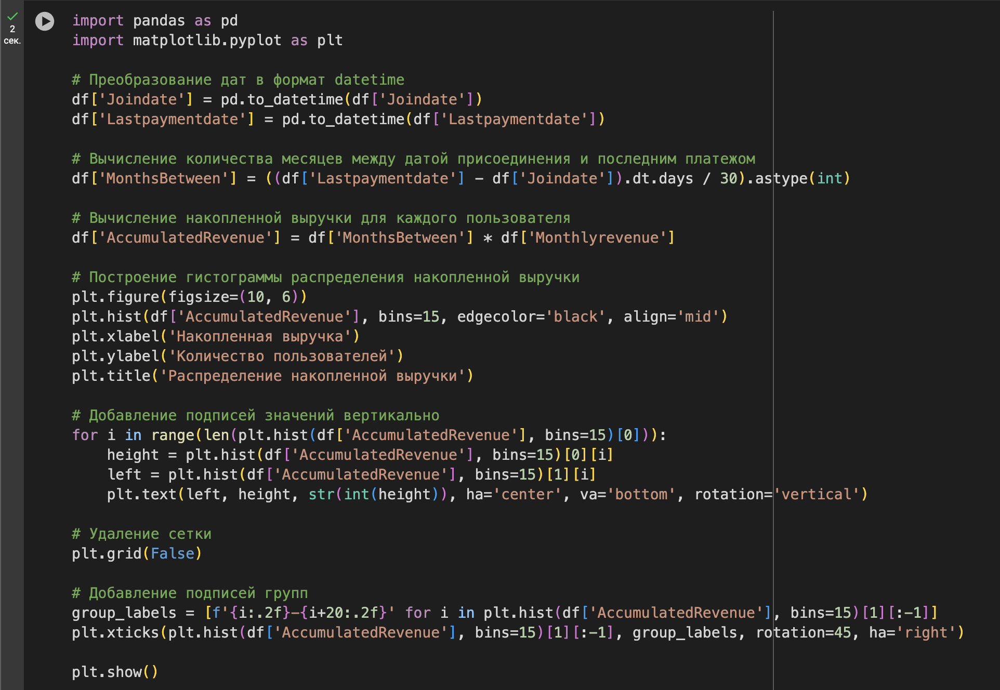 2
сек.
import pandas as pd
import matplotlib.pyplot as plt
# Преобразование дат в формат datetime
df['Joindate'] = pd.to_datetime(df['Joindate'])
df['Lastpaymentdate'] = pd.to_datetime(df['Lastpaymentdate'])
# Вычисление количества месяцев между датой присоединения и последним платежом
df['MonthsBetween'] = ((df['Lastpaymentdate'] - df['Joindate']).dt.days / 30).astype(int)
# Вычисление накопленной выручки для каждого пользователя
df['AccumulatedRevenue'] = df['MonthsBetween'] * df['Monthlyrevenue']
# Построение гистограммы распределения накопленной выручки
plt.figure(figsize=(10, 6))
plt.hist(df['AccumulatedRevenue'], bins=15, edgecolor='black', align='mid')
plt.xlabel('Накопленная выручка')
plt.ylabel('Количество пользователей')
plt.title('Распределение накопленной выручки')
# Добавление подписей значений вертикально
for i in range(len(plt.hist(df['AccumulatedRevenue'], bins=15)[0])):
    height = plt.hist(df['AccumulatedRevenue'], bins=15)[0][i]
    left = plt.hist(df['AccumulatedRevenue'], bins=15)[1][i]
    plt.text(left, height, str(int(height)), ha='center', va='bottom', rotation='vertical')
# Удаление сетки
plt.grid(False)
# Добавление подписей групп
group_labels = [f'{i:.2f}-{i+20:.2f}' for i in plt.hist(df['AccumulatedRevenue'], bins=15)[1][:-1]]
plt.xticks(plt.hist(df['AccumulatedRevenue'], bins=15)[1][:-1], group_labels, rotation=45, ha='right')
plt.show()